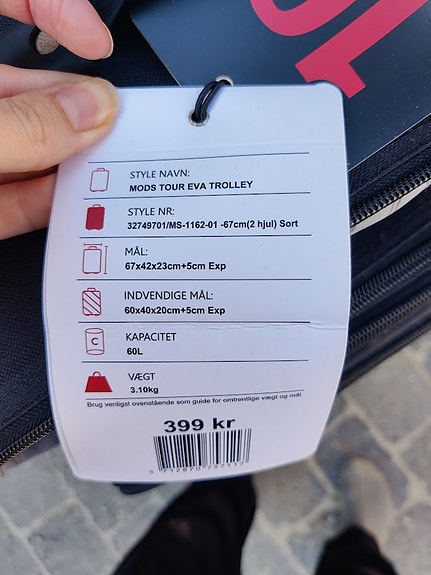 STYLE NAVN:
MODS TOUR EVA TROLLEY
STYLE NR:
32749701/MS-1162-01 -67cm(2 hjul) Sort
MÅL:
67x42x23cm+5cm Exp
INDVENDIGE MÅL:
60x40x20cm+5cm Exp
C
KAPACITET
60L
VÆGT
3.10kg
Brug venligst ovenstående som guide for omtrentlige vægt og mål.
399 kr